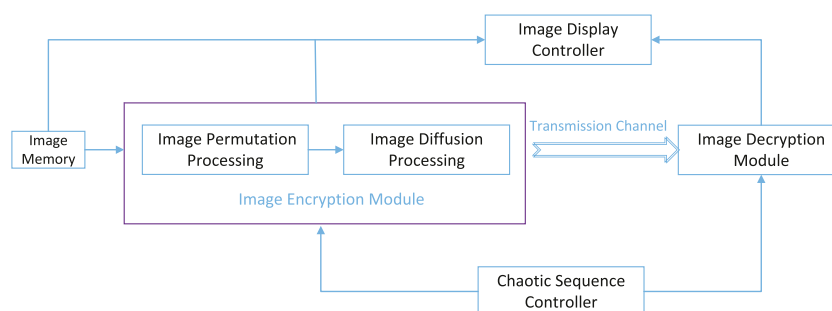 Image Display
Controller
Image
Memory
Image Permutation
Processing
Image Diffusion
Processing
Image Encryption Module
Transmission Channel
Image Decryption
Module
Chaotic Sequence
Controller